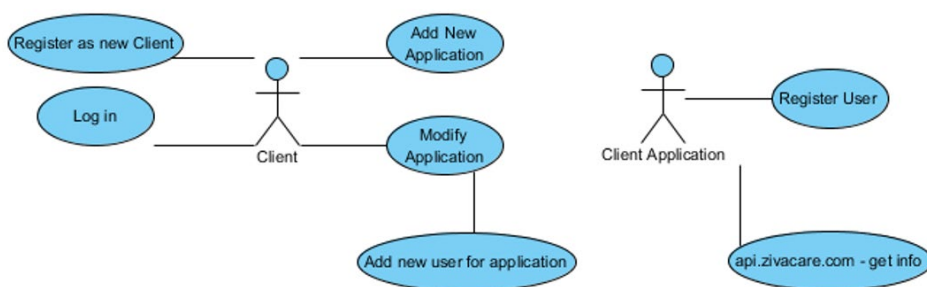 Register as new Client
Add New
Application
Log in
Client
Modify
Application
Add new user for application
Register User
Client Application
api.zivacare.com - get info